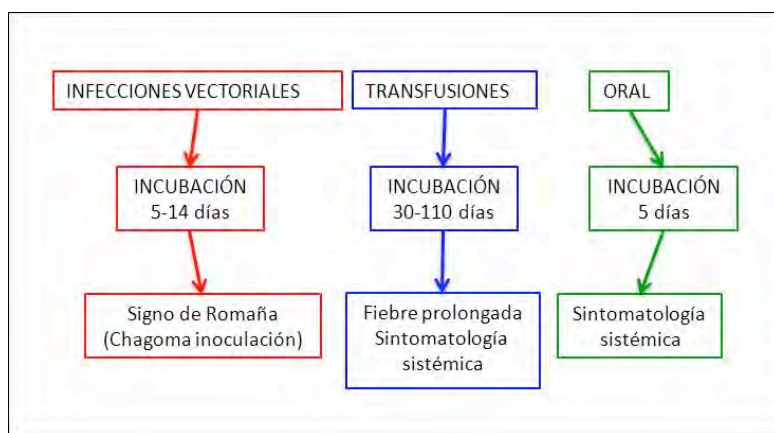 INFECCIONES VECTORIALES
TRANSFUSIONES
ORAL
INCUBACIÓN
5-14 días
INCUBACIÓN
30-110 días
INCUBACIÓN
5 días
Signo de Romaña
(Chagoma inoculación)
Fiebre prolongada
Sintomatología
sistémica
Sintomatología
sistémica